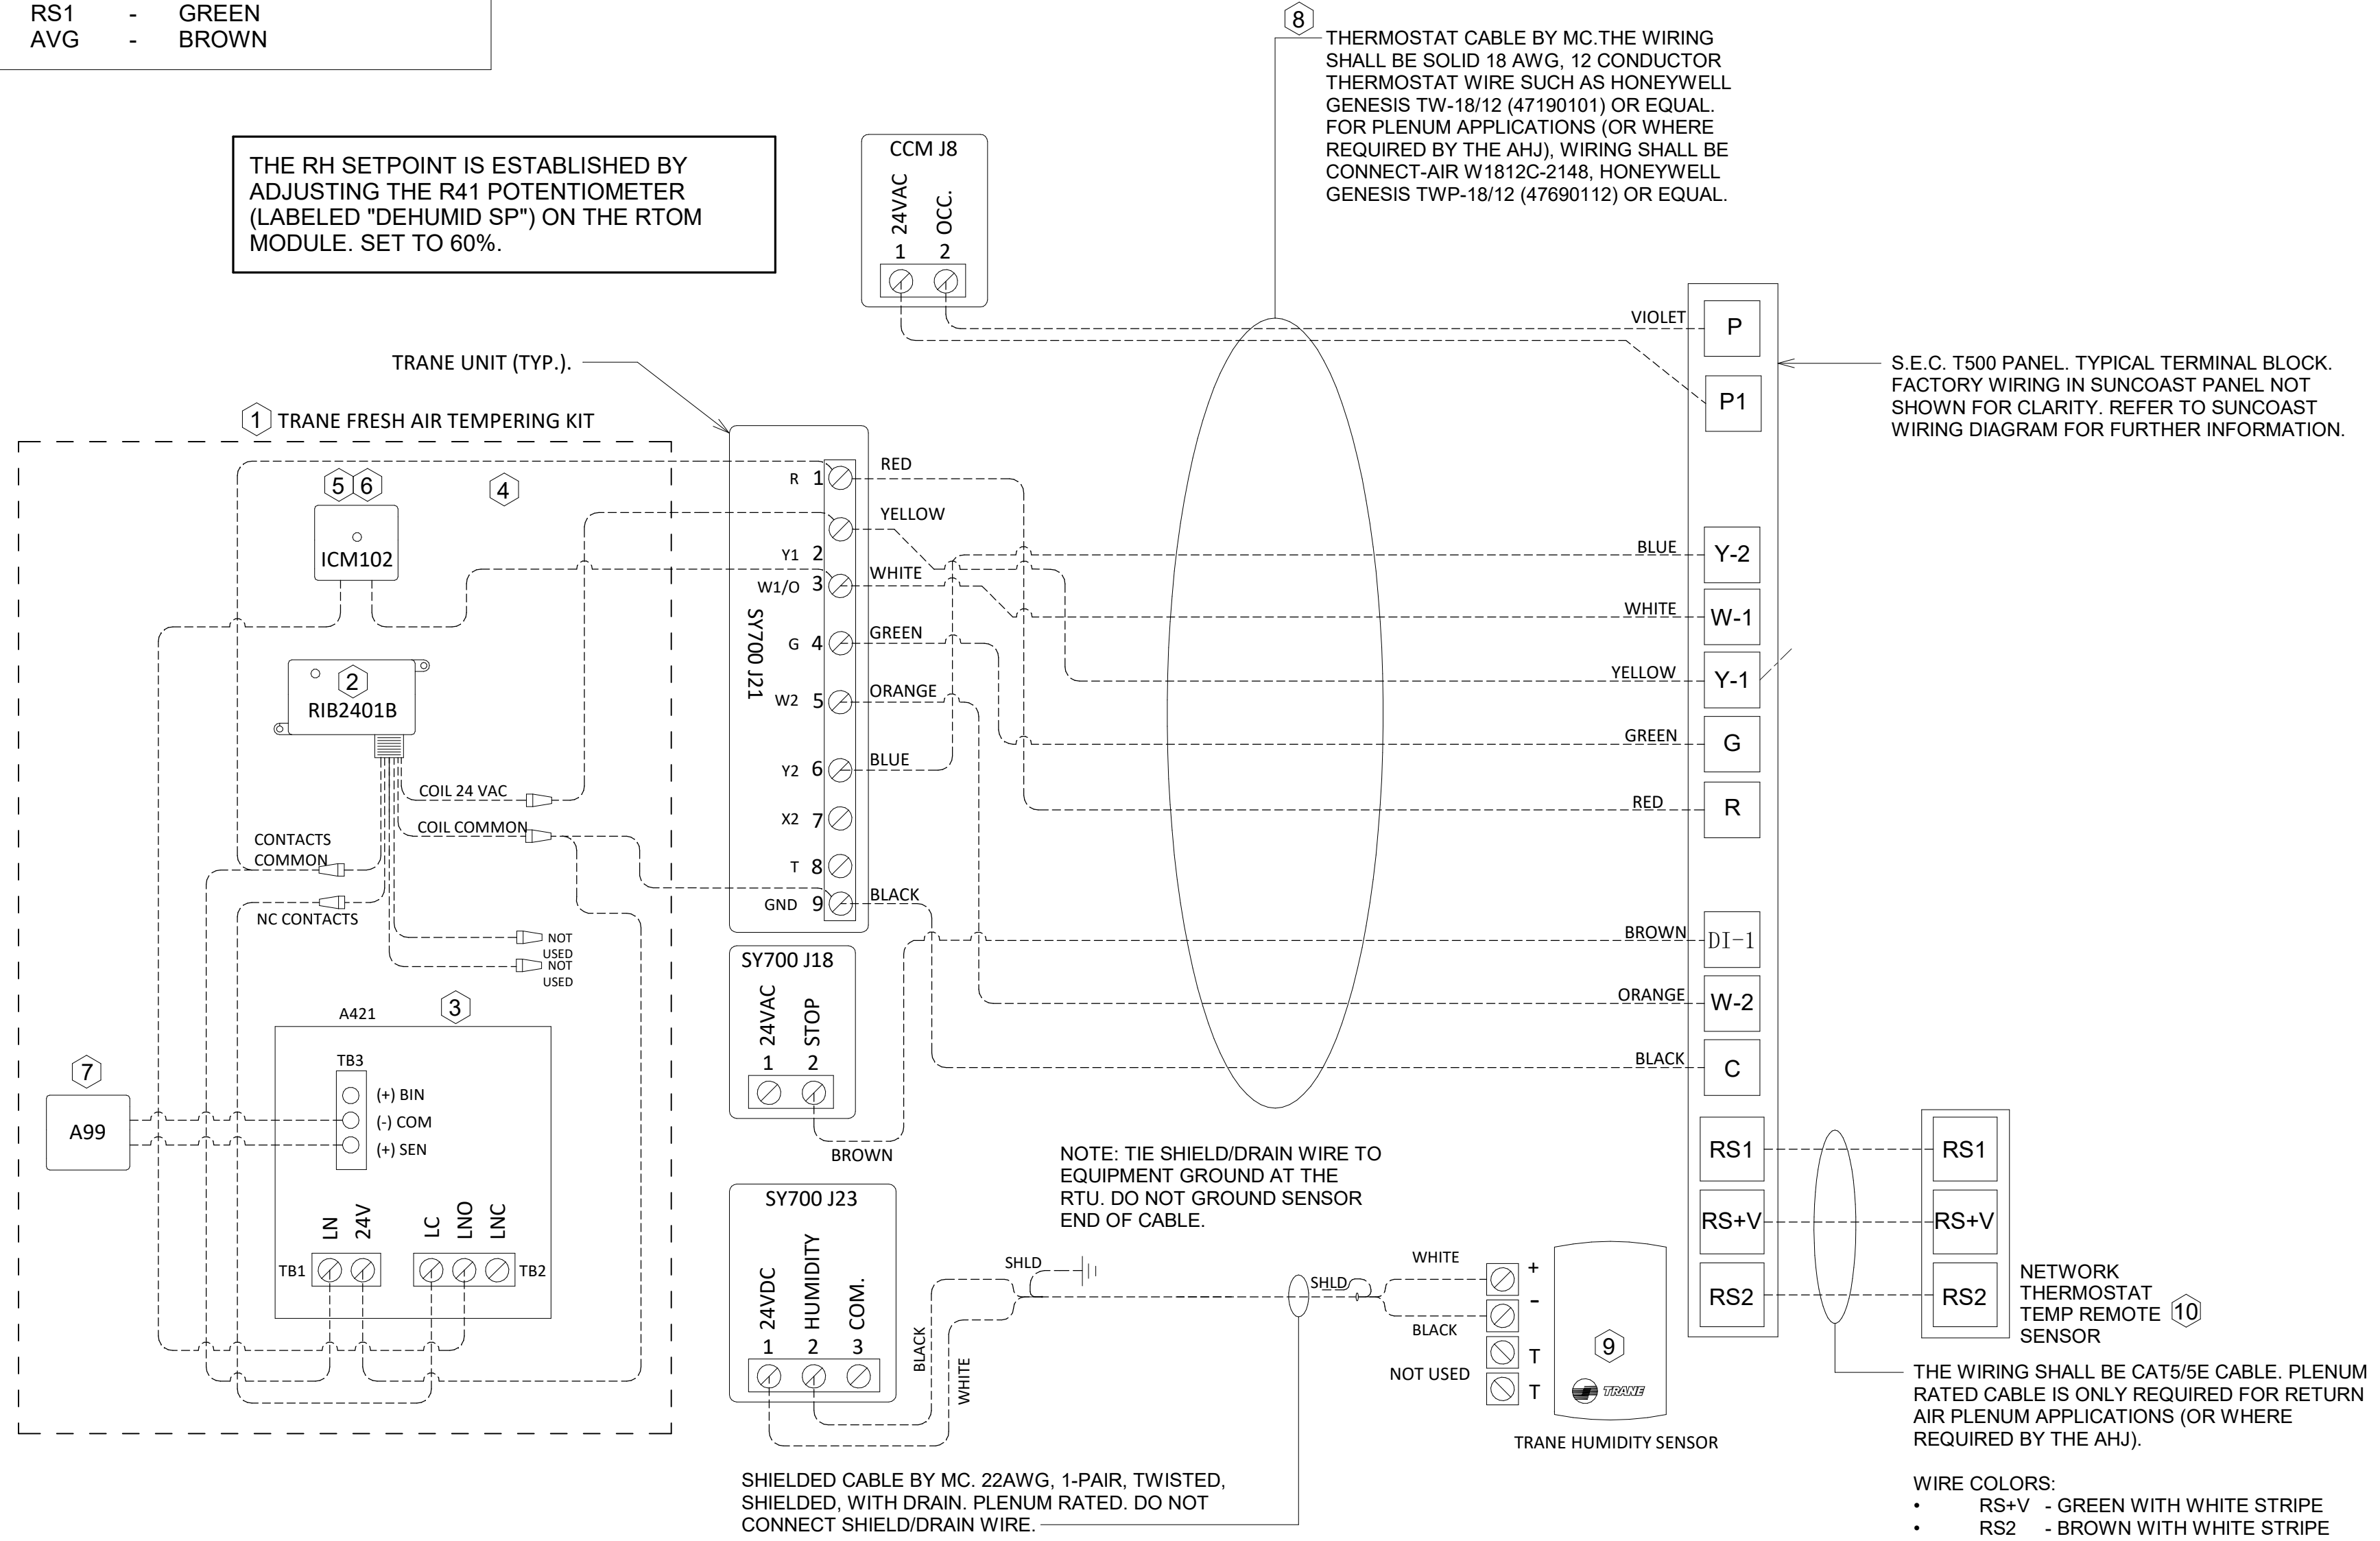 RS1 - GREEN
AVG - BROWN
8
THERMOSTAT CABLE BY MC.THE WIRING
SHALL BE SOLID 18 AWG, 12 CONDUCTOR
THERMOSTAT WIRE SUCH AS HONEYWELL
GENESIS TW-18/12 (47190101) OR EQUAL.
FOR PLENUM APPLICATIONS (OR WHERE
REQUIRED BY THE AHJ), WIRING SHALL BE
CONNECT-AIR W1812C-2148, HONEYWELL
GENESIS TWP-18/12 (47690112) OR EQUAL.
THE RH SETPOINT IS ESTABLISHED BY
ADJUSTING THE R41 POTENTIOMETER
(LABELED "DEHUMID SP") ON THE RTOM
MODULE. SET TO 60%.
CCM J8
24VAC
OCC.
1 2
TRANE UNIT (TYP.).
1 TRANE FRESH AIR TEMPERING KIT
5 6
4
ICM102
2
RIB2401B
COIL 24 VAC
COIL COMMON
CONTACTS
COMMON
NC CONTACTS
NOT
USED
NOT
USED
A421
3
TB3
(+) BIN
(-) COM
(+) SEN
7
A99
LN
24V
LC
LNO
LNC
TB1
TB2
SY700 J21
R 1
Y1 2
W1/O 3
G 4
W2 5
Y2 6
X2 7
T 8
GND 9
RED
YELLOW
WHITE
GREEN
ORANGE
BLUE
BLACK
SY700 J18
24VAC
STOP
1 2
BROWN
SY700 J23
24VDC
HUMIDITY
COM.
1 2 3
BLACK
WHITE
NOTE: TIE SHIELD/DRAIN WIRE TO
EQUIPMENT GROUND AT THE
RTU. DO NOT GROUND SENSOR
END OF CABLE.
SHLD
SHLD
WHITE
BLACK
NOT USED
+
-
T
T
9
TRANE
TRANE HUMIDITY SENSOR
SHIELDED CABLE BY MC. 22AWG, 1-PAIR, TWISTED,
SHIELDED, WITH DRAIN. PLENUM RATED. DO NOT
CONNECT SHIELD/DRAIN WIRE.
VIOLET P
P1
BLUE Y-2
WHITE W-1
YELLOW Y-1
GREEN G
RED R
BROWN DI-1
ORANGE W-2
BLACK C
RS1 RS1
RS+V RS+V
RS2 RS2
S.E.C. T500 PANEL. TYPICAL TERMINAL BLOCK.
FACTORY WIRING IN SUNCOAST PANEL NOT
SHOWN FOR CLARITY. REFER TO SUNCOAST
WIRING DIAGRAM FOR FURTHER INFORMATION.
NETWORK
THERMOSTAT
TEMP REMOTE 10
SENSOR
THE WIRING SHALL BE CAT5/5E CABLE. PLENUM
RATED CABLE IS ONLY REQUIRED FOR RETURN
AIR PLENUM APPLICATIONS (OR WHERE
REQUIRED BY THE AHJ).
WIRE COLORS:
• RS+V - GREEN WITH WHITE STRIPE
• RS2 - BROWN WITH WHITE STRIPE